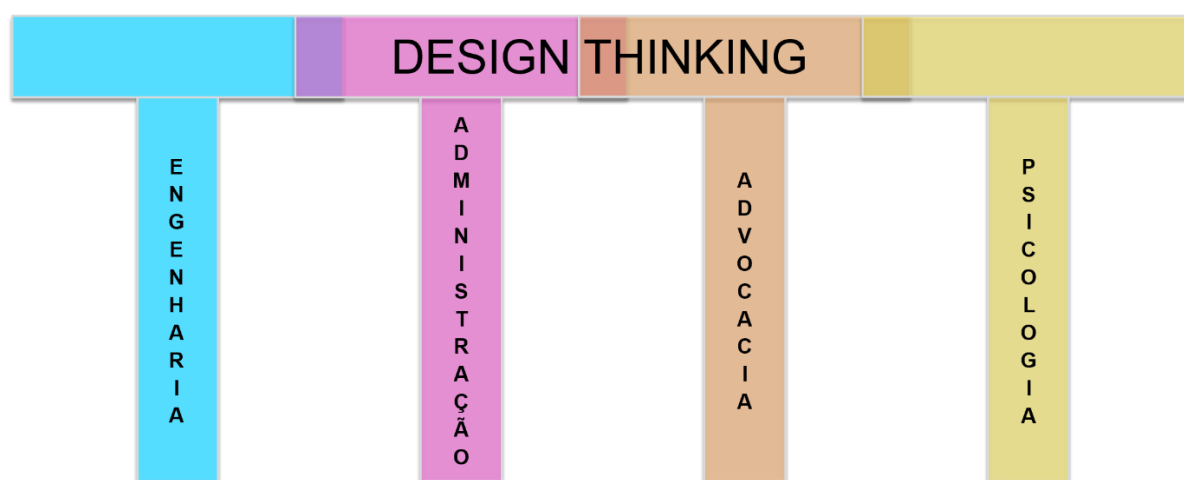 DESIGN THINKING
ENGENHARIA
ADMINISTRAÇÃO
ADVOCACIA
PSICOLOGIA